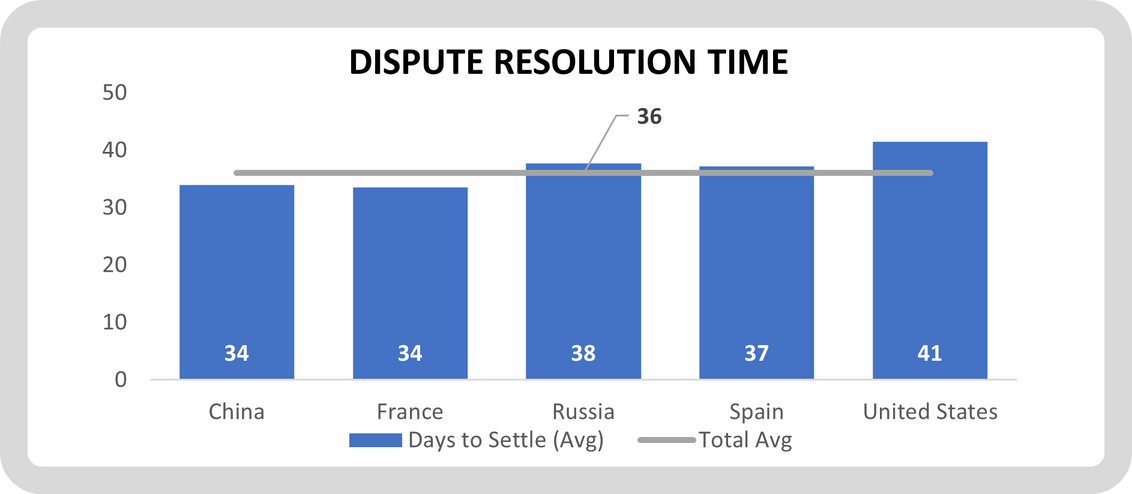 DISPUTE RESOLUTION TIME
50
36
40
30
20
10
34 34 38 37 41
0
China France Russia Spain United States
Days to Settle (Avg) Total Avg